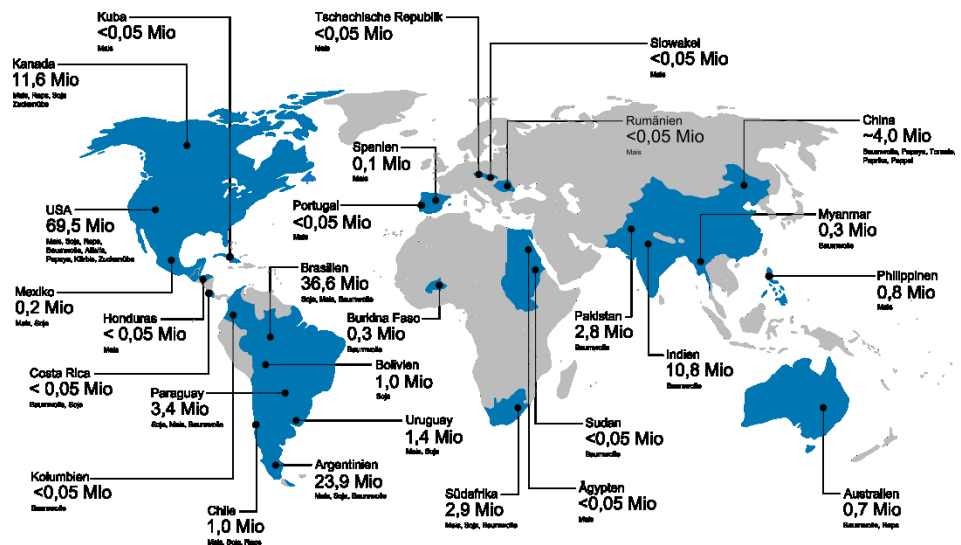 Kuba
<0,05 Mio
Mais
Tschechische Republik
<0,05 Mio
Mais
Slowakei
<0,05 Mio
Mais
Kanada
11,6 Mio
Mais, Raps, Soja
Zuckerrübe
Rumänien
<0,05 Mio
Mais
China
~4,0 Mio
Baumwolle, Papaya, Tomate,
Paprika, Pappel
Spanien
0,1 Mio
Mais
USA
69,5 Mio
Mais, Soja, Raps,
Baumwolle, Alfalfa,
Papaya, Kürbis, Zuckerrübe
Portugal
<0,05 Mio
Mais
Myanmar
0,3 Mio
Baumwolle
Mexiko
0,2 Mio
Mais, Soja
Brasilien
36,6 Mio
Soja, Mais, Baumwolle
Philippinen
0,8 Mio
Mais
Honduras
< 0,05 Mio
Mais
Burkina Faso
0,3 Mio
Baumwolle
Pakistan
2,8 Mio
Baumwolle
Indien
10,8 Mio
Baumwolle
Costa Rica
< 0,05 Mio
Baumwolle, Soja
Bolivien
1,0 Mio
Soja
Paraguay
3,4 Mio
Soja, Mais, Baumwolle
Uruguay
1,4 Mio
Mais, Soja
Sudan
<0,05 Mio
Baumwolle
Kolumbien
<0,05 Mio
Baumwolle
Argentinien
23,9 Mio
Mais, Soja, Baumwolle
Chile
1,0 Mio
Mais, Soja, Raps
Südafrika
2,9 Mio
Mais, Soja, Baumwolle
Ägypten
<0,05 Mio
Mais
Australien
0,7 Mio
Baumwolle, Raps